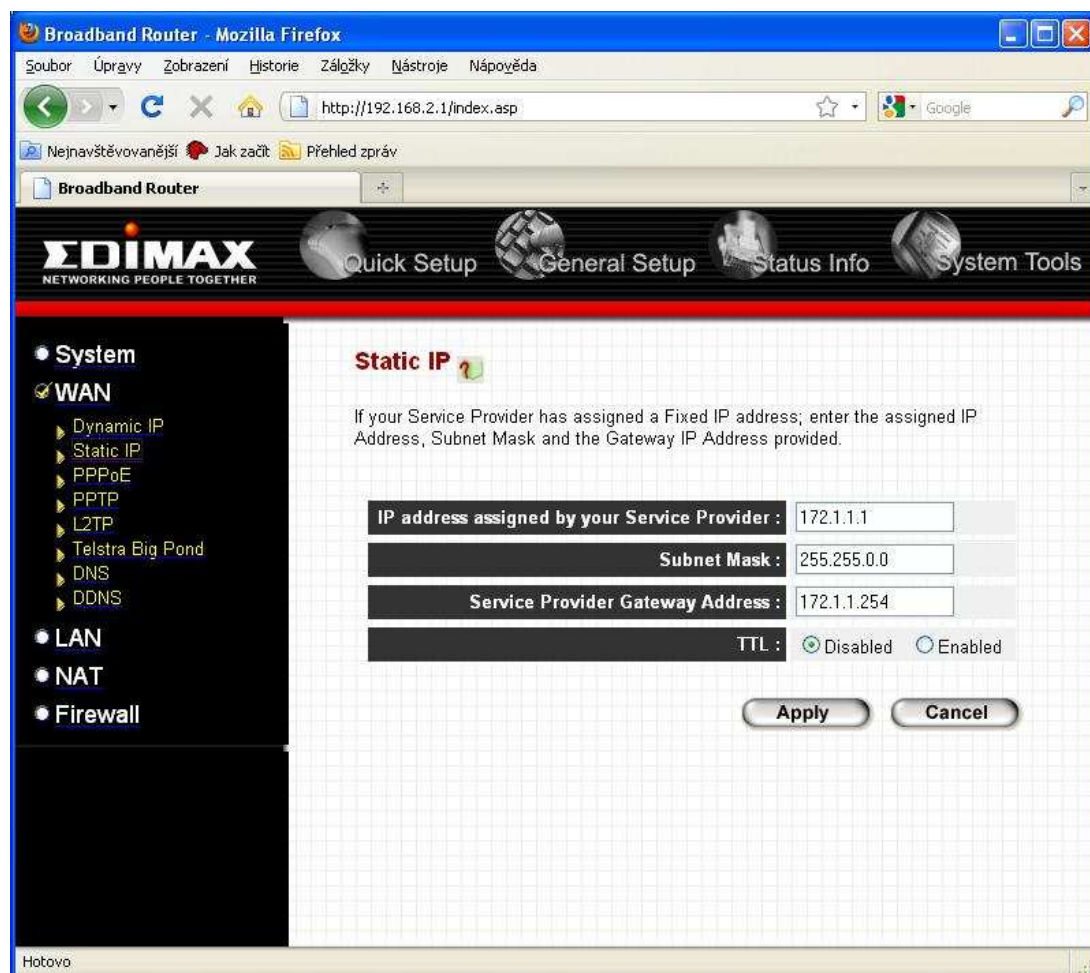 Broadband Router - Mozilla Firefox
Soubor Úpravy Zobrazení Historie Záložky Nástroje Nápověda
http://192.168.2.1/index.asp
Google
Nejnavštěvovanější Jak začít Přehled zpráv
Broadband Router
EDIMAX
NETWORKING PEOPLE TOGETHER
Quick Setup General Setup Status Info System Tools
System
WAN
Dynamic IP
Static IP
PPPoE
PPTP
L2TP
Telstra Big Pond
DNS
DDNS
LAN
NAT
Firewall
Static IP
If your Service Provider has assigned a Fixed IP address; enter the assigned IP
Address, Subnet Mask and the Gateway IP Address provided.
IP address assigned by your Service Provider : 172.1.1.1
Subnet Mask : 255.255.0.0
Service Provider Gateway Address : 172.1.1.254
TTL : Disabled Enabled
Apply Cancel
Hotovo